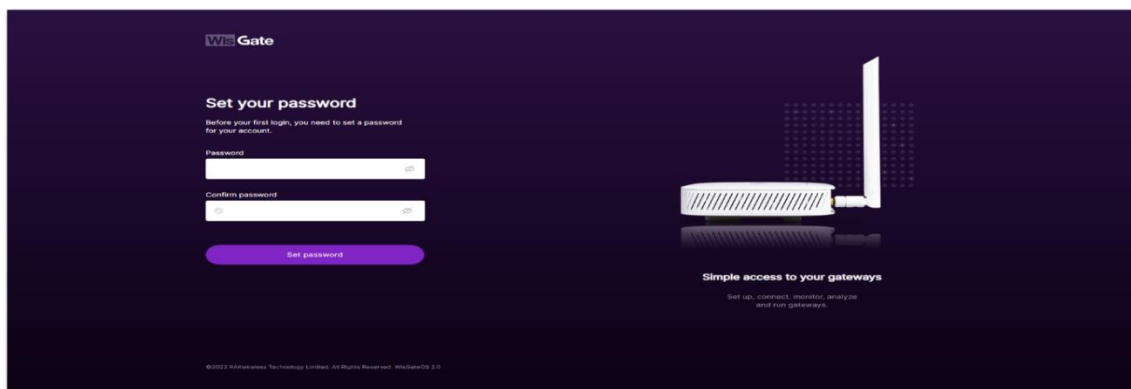 WisGate
Set your password
Before your first login, you need to set a password
for your account.
Password
Confirm password
Set password
Simple access to your gateways
Set up, connect, monitor, analyze
and run gateways.
©2022 RAKwireless Technology Limited. All Rights Reserved. WisGateOS 2.0